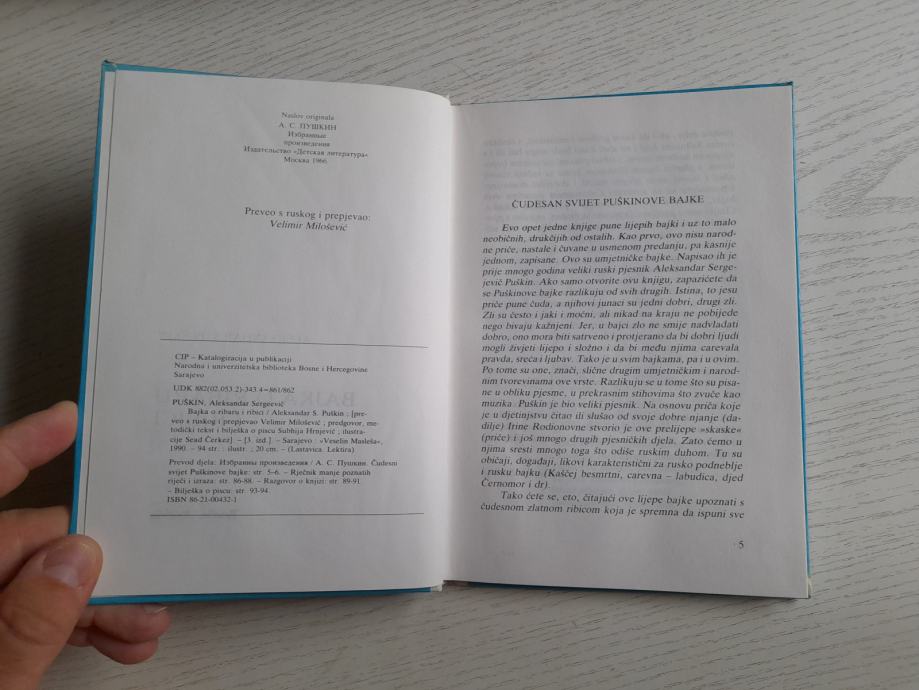 Naslov originala
А. С. ПУШКИН
Избранные
произведения
Издательство «Детская литература»
Москва 1966.
Preveo s ruskog i prepjevao:
Velimir Milošević
CIP – Katalogizacija u publikaciji
Narodna i univerzitetska biblioteka Bosne i Hercegovine
Sarajevo
UDK 882(02.053.2)-343.4=861/862
PUŠKIN, Aleksandar Sergeevič
Bajka o ribaru i ribici / Aleksandar S. Puškin ; [pre-
veo s ruskog i prepjevao Velimir Milošević ; predgovor, me-
todički tekst i bilješka o piscu Subhija Hrnjević ; ilustra-
cije Sead Čerkez]. – [3. izd.]. – Sarajevo : »Veselin Masleša»,
1990. – 94 str. : ilustr. ; 20 cm. – (Lastavica. Lektira)
Prevod djela: Избранныı произведения / А. С. Пушкин. Čudesni
svijet Puškinove bajke: str. 5–6. – Rječnik manje poznatih
riječi i izraza: str. 86-88. – Razgovor o knjizi: str. 89-91.
– Bilješka o piscu: str. 93-94.
ISBN 86-21-00432-1
ČUDESAN SVIJET PUŠKINOVE BAJKE
Evo opet jedne knjige pune lijepih bajki i uz to malo
neobičnih, drukčijih od ostalih. Kao prvo, ovo nisu narod-
ne priče, nastale i čuvane u usmenom predanju, pa kasnije
jednom, zapisane. Ovo su umjetničke bajke. Napisao ih je
prije mnogo godina veliki ruski pjesnik Aleksandar Serge-
jevič Puškin. Ako samo otvorite ovu knjigu, zapazićete da
se Puškinove bajke razlikuju od svih drugih. Istina, to jesu
priče pune čuda, a njihovi junaci su jedni dobri, drugi zli.
Zli su često i jaki i moćni, ali nikad na kraju ne pobijede
nego bivaju kažnjeni. Jer, u bajci zlo ne smije nadvladati
dobro, ono mora biti satrveno i protjerano da bi dobri ljudi
mogli živjeti lijepo i složno i da bi među njima carevala
pravda, sreća i ljubav. Tako je u svim bajkama, pa i u ovim.
Po tome su one, znači, slične drugim umjetničkim i narod-
nim tvorevinama ove vrste. Razlikuju se u tome što su pisa-
ne u obliku pjesme, u prekrasnim stihovima što zvuče kao
muzika. Puškin je bio veliki pjesnik. Na osnovu priča koje
je u djetinjstvu čitao ili slušao od svoje dobre njanje (da-
dilje) Irine Rodionovne stvorio je ove prelijepe »skaske«
(priče) i još mnogo drugih pjesničkih djela. Zato ćemo u
njima sresti mnogo toga što odiše ruskim duhom. Tu su
običaji, događaji, likovi karakteristični za rusko podneblje
i rusku bajku (Kaščej besmrtni, carevna – labudica, djed
Černomor i dr).
Tako ćete se, eto, čitajući ove lijepe bajke upoznati s
čudesnom zlatnom ribicom koja je spremna da ispuni sve
5